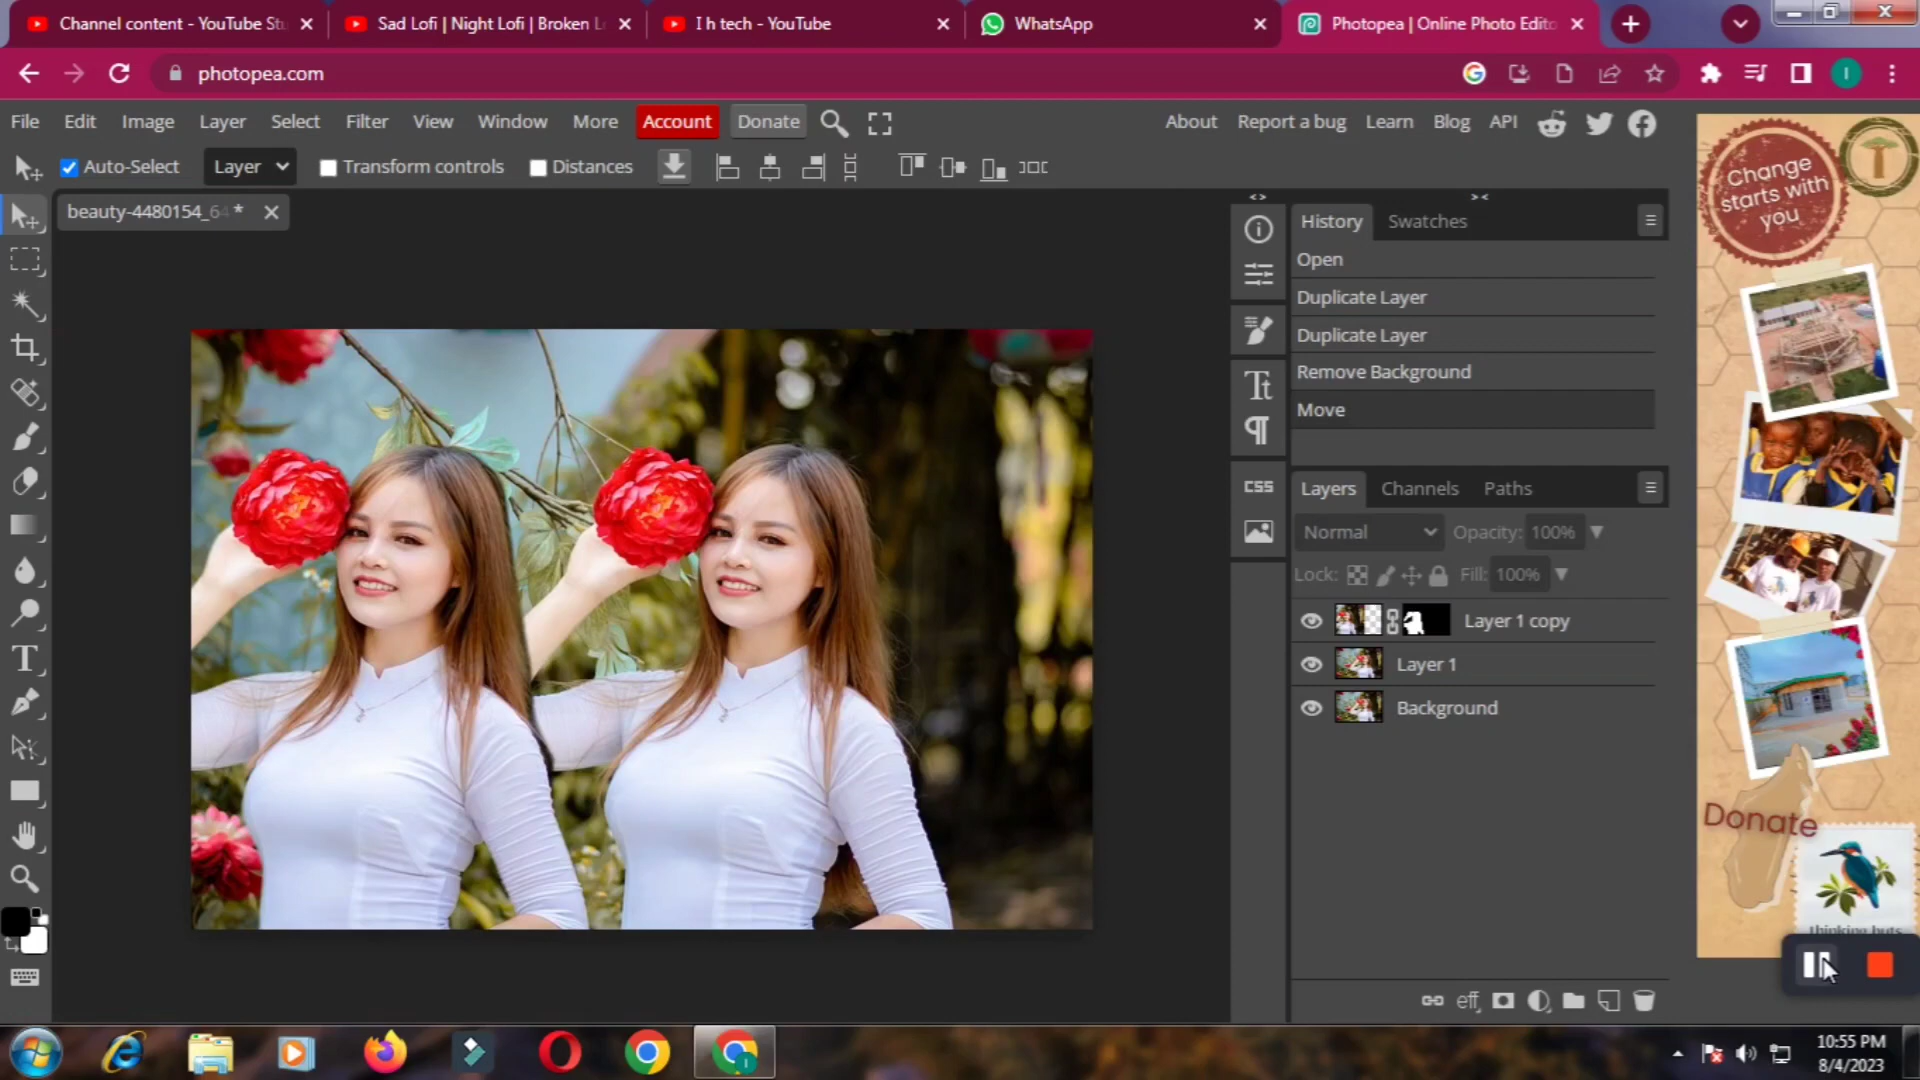 Channel content - YouTube Stu
Sad Lofi | Night Lofi | Broken L
I h tech - YouTube
WhatsApp
Photopea | Online Photo Edito
photopea.com
I
File Edit Image Layer Select Filter View Window More Account Donate
About Report a bug Learn Blog API
Auto-Select Layer Transform controls Distances
beauty-4480154_64 *
History Swatches
Open
Duplicate Layer
Duplicate Layer
Remove Background
Move
CSS
Layers Channels Paths
Normal Opacity: 100%
Lock: Fill: 100%
Layer 1 copy
Layer 1
Background
eff
Change
starts with
you
Donate
thinking huts
10:55 PM
8/4/2023